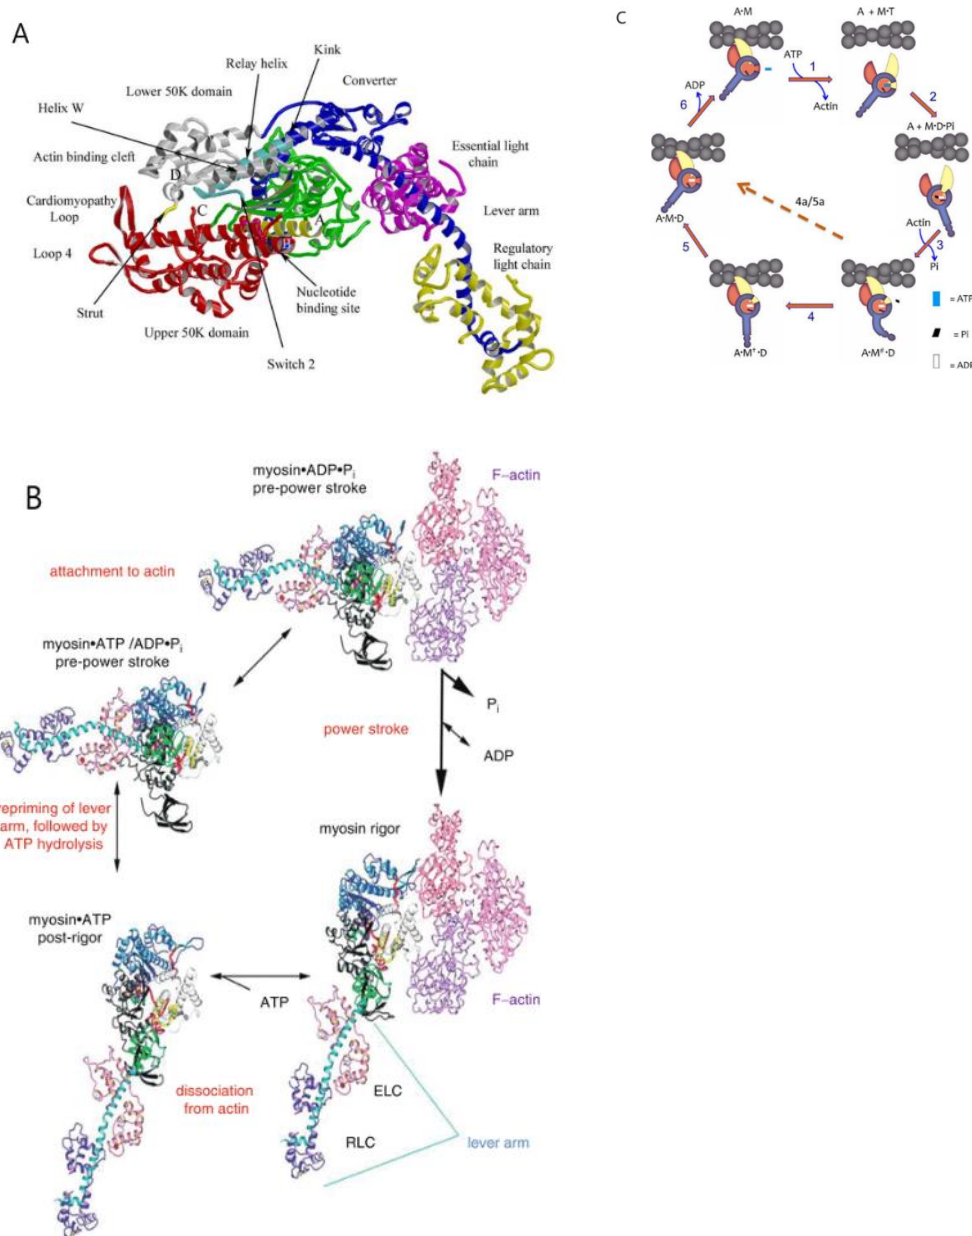 A
Kink
Relay helix
Lower 50K domain
Converter
Helix W
Essential light
chain
Actin binding cleft
D
Cardiomyopathy
Loop
C
A
Lever arm
Loop 4
B
Regulatory
light chain
Nucleotide
binding site
Strut
Upper 50K domain
Switch 2
C
A·M
A + M·T
ATP
1
Actin
ADP
6
2
A + M·D·Pi
4a/5a
A·M·D
Actin
3
Pi
5
4
A·M'·D
A·M"·D
= ATP
= Pi
= ADP
B
myosin•ADP•Pi
pre-power stroke
F–actin
attachment to actin
myosin•ATP /ADP•Pi
pre-power stroke
Pi
power stroke
ADP
repriming of lever
arm, followed by
ATP hydrolysis
myosin rigor
myosin•ATP
post-rigor
ATP
F–actin
dissociation
from actin
ELC
RLC
lever arm